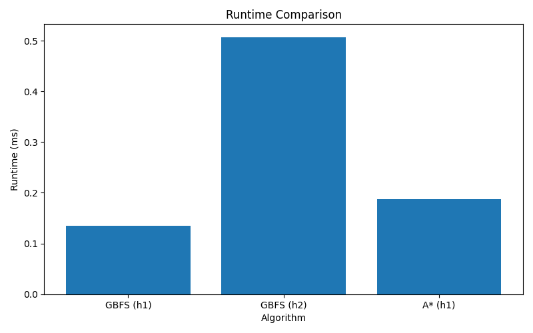 Runtime Comparison
Runtime (ms)
0.5
0.4
0.3
0.2
0.1
0.0
GBFS (h1)
GBFS (h2)
A* (h1)
Algorithm